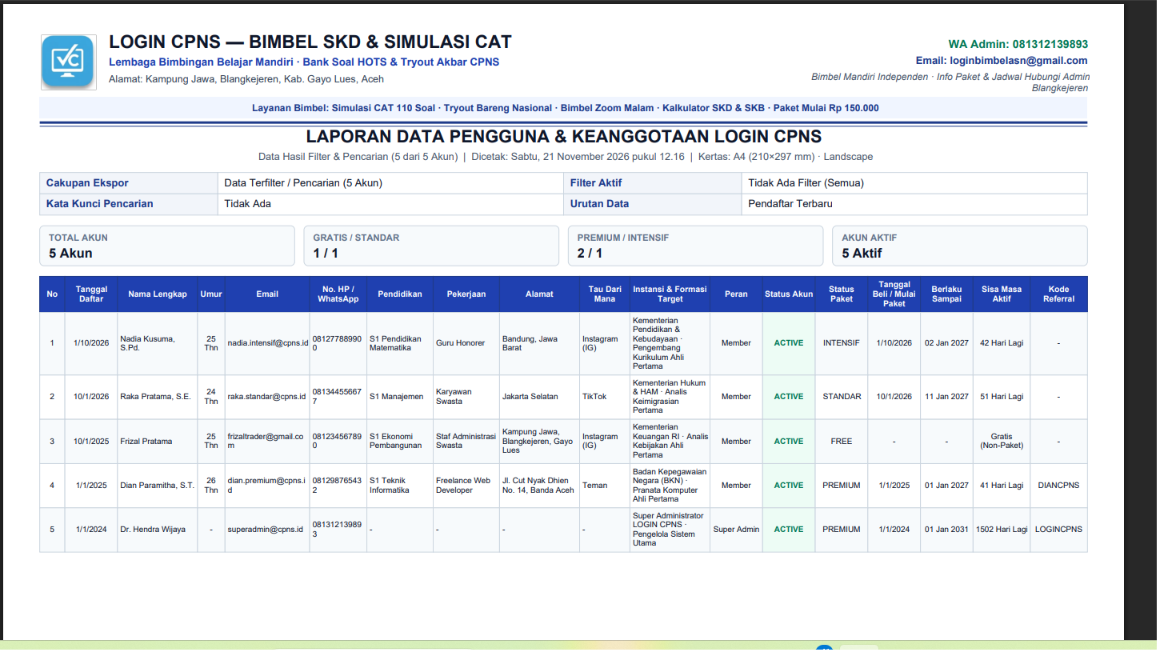 LOGIN CPNS — BIMBEL SKD & SIMULASI CAT
Lembaga Bimbingan Belajar Mandiri · Bank Soal HOTS & Tryout Akbar CPNS
Alamat: Kampung Jawa, Blangkejeren, Kab. Gayo Lues, Aceh
WA Admin: 081312139893
Email: loginbimbelasn@gmail.com
Bimbel Mandiri Independen · Info Paket & Jadwal Hubungi Admin
Blangkejeren
Layanan Bimbel: Simulasi CAT 110 Soal · Tryout Bareng Nasional · Bimbel Zoom Malam · Kalkulator SKD & SKB · Paket Mulai Rp 150.000
LAPORAN DATA PENGGUNA & KEANGGOTAAN LOGIN CPNS
Data Hasil Filter & Pencarian (5 dari 5 Akun) | Dicetak: Sabtu, 21 November 2026 pukul 12.16 | Kertas: A4 (210×297 mm) · Landscape
Cakupan Ekspor Data Terfilter / Pencarian (5 Akun) Filter Aktif Tidak Ada Filter (Semua)
Kata Kunci Pencarian Tidak Ada Urutan Data Pendaftar Terbaru
TOTAL AKUN
5 Akun
GRATIS / STANDAR
1 / 1
PREMIUM / INTENSIF
2 / 1
AKUN AKTIF
5 Aktif
No
Tanggal
Daftar
Nama Lengkap
Umur
Email
No. HP /
WhatsApp
Pendidikan
Pekerjaan
Alamat
Tau Dari
Mana
Instansi & Formasi
Target
Peran
Status Akun
Status
Paket
Tanggal
Beli / Mulai
Paket
Berlaku
Sampai
Sisa Masa
Aktif
Kode
Referral
1
1/10/2026
Nadia Kusuma,
S.Pd.
25
Thn
nadia.intensif@cpns.id
08127788990
0
S1 Pendidikan
Matematika
Guru Honorer
Bandung, Jawa
Barat
Instagram
(IG)
Kementerian
Pendidikan &
Kebudayaan ·
Pengembang
Kurikulum Ahli
Pertama
Member
ACTIVE
INTENSIF
1/10/2026
02 Jan 2027
42 Hari Lagi
-
2
10/1/2026
Raka Pratama, S.E.
24
Thn
raka.standar@cpns.id
08134455667
7
S1 Manajemen
Karyawan
Swasta
Jakarta Selatan
TikTok
Kementerian Hukum
& HAM · Analis
Keimigrasian
Pertama
Member
ACTIVE
STANDAR
10/1/2026
11 Jan 2027
51 Hari Lagi
-
3
10/1/2025
Frizal Pratama
25
Thn
frizaltrader@gmail.co
m
08123456789
0
S1 Ekonomi
Pembangunan
Staf Administrasi
Swasta
Kampung Jawa,
Blangkejeren, Gayo
Lues
Instagram
(IG)
Kementerian
Keuangan RI · Analis
Kebijakan Ahli
Pertama
Member
ACTIVE
FREE
-
-
Gratis
(Non-Paket)
-
4
1/1/2025
Dian Paramitha, S.T.
26
Thn
dian.premium@cpns.i
d
08129876543
2
S1 Teknik
Informatika
Freelance Web
Developer
Jl. Cut Nyak Dhien
No. 14, Banda Aceh
Teman
Badan Kepegawaian
Negara (BKN) ·
Pranata Komputer
Ahli Pertama
Member
ACTIVE
PREMIUM
1/1/2025
01 Jan 2027
41 Hari Lagi
DIANCPNS
5
1/1/2024
Dr. Hendra Wijaya
-
superadmin@cpns.id
08131213989
3
-
-
-
-
Super Administrator
LOGIN CPNS ·
Pengelola Sistem
Utama
Super Admin
ACTIVE
PREMIUM
1/1/2024
01 Jan 2031
1502 Hari Lagi
LOGINCPNS